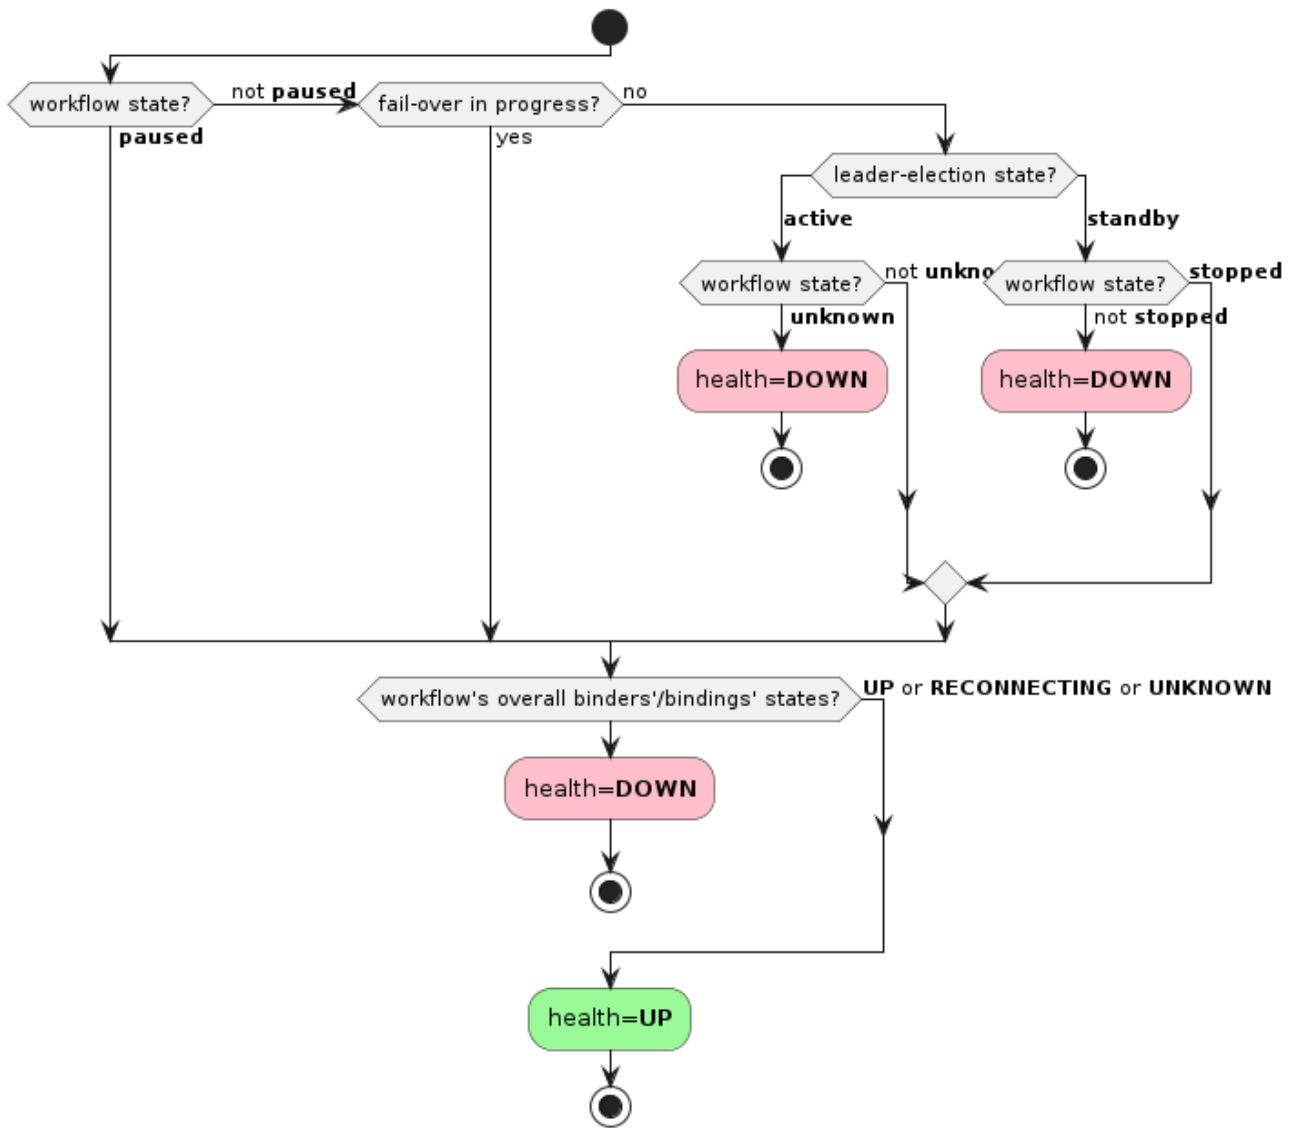 workflow state?
not paused
fail-over in progress?
no
paused
yes
leader-election state?
active
standby
workflow state?
not
workflow state?
stopped
unknown
not stopped
health=DOWN
health=DOWN
workflow's overall binders'/bindings' states?
UP or RECONNECTING or UNKNOWN
health=DOWN
health=UP